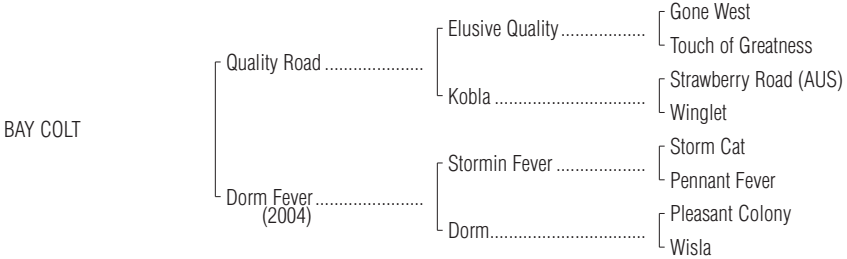 Gone West
Elusive Quality...................
Touch of Greatness
Quality Road ......................
Strawberry Road (AUS)
Kobla ..................................
Winglet
BAY COLT
Storm Cat
Stormin Fever ....................
Pennant Fever
Dorm Fever........................
(2004)
Pleasant Colony
Dorm...................................
Wisla